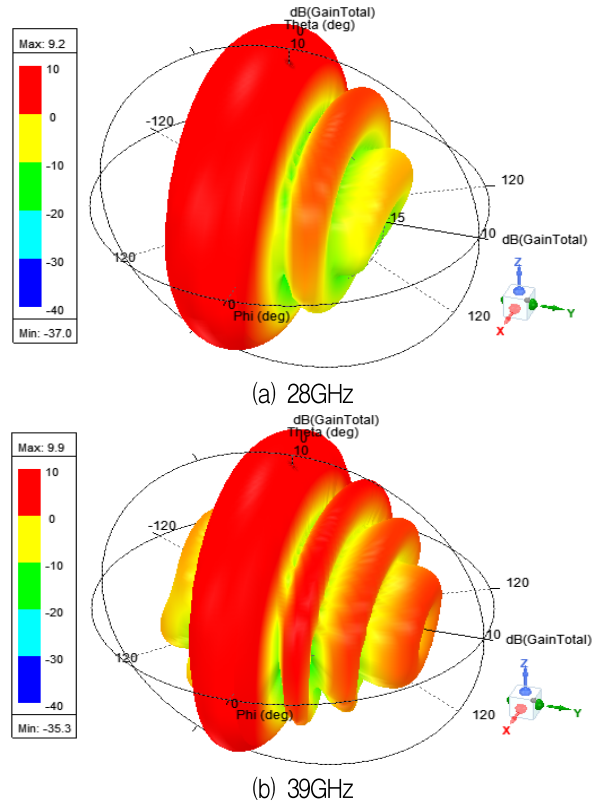 dB(GainTotal)
Theta (deg)
0
10
Max: 9.2
10
0
-10
-20
-30
-40
Min: -37.0
-120
120
15
10
dB(GainTotal)
120
0
Phi (deg)
120
Z
Y
X
(a) 28GHz
dB(GainTotal)
Theta (deg)
0
10
Max: 9.9
10
0
-10
-20
-30
-40
Min: -35.3
-120
120
10
dB(GainTotal)
120
0
Phi (deg)
120
Z
Y
X
(b) 39GHz